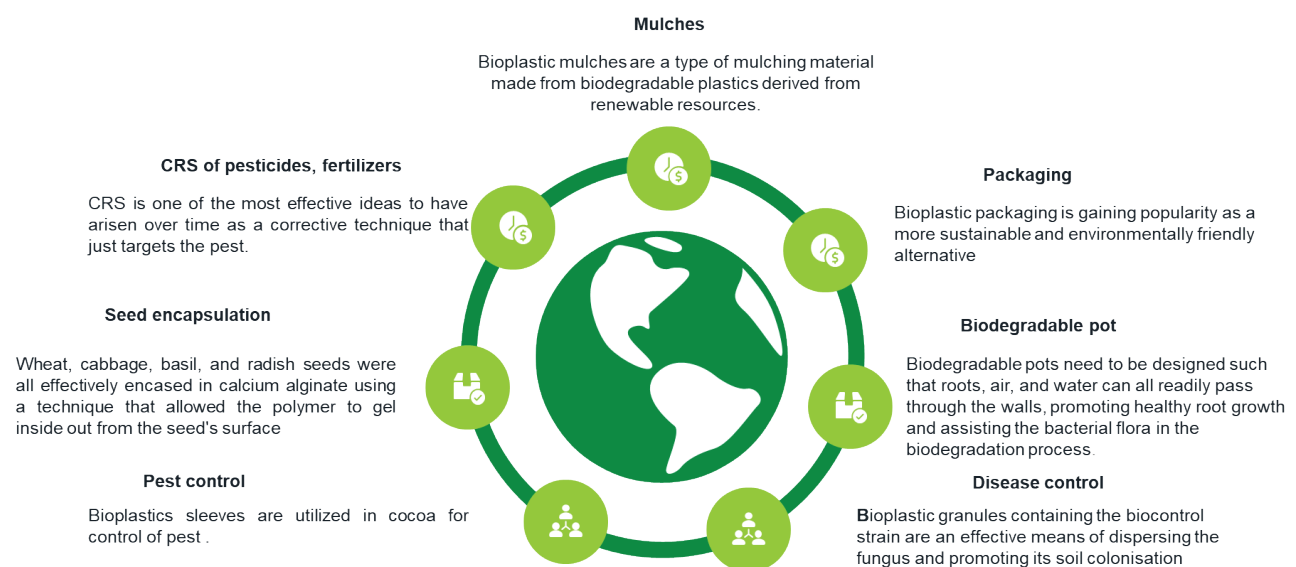 Mulches
Bioplastic mulches are a type of mulching material
made from biodegradable plastics derived from
renewable resources.
CRS of pesticides, fertilizers
CRS is one of the most effective ideas to have
arisen over time as a corrective technique that
just targets the pest.
Packaging
Bioplastic packaging is gaining popularity as a
more sustainable and environmentally friendly
alternative
Seed encapsulation
Wheat, cabbage, basil, and radish seeds were
all effectively encased in calcium alginate using
a technique that allowed the polymer to gel
inside out from the seed's surface
Biodegradable pot
Biodegradable pots need to be designed such
that roots, air, and water can all readily pass
through the walls, promoting healthy root growth
and assisting the bacterial flora in the
biodegradation process.
Pest control
Bioplastics sleeves are utilized in cocoa for
control of pest .
Disease control
Bioplastic granules containing the biocontrol
strain are an effective means of dispersing the
fungus and promoting its soil colonisation